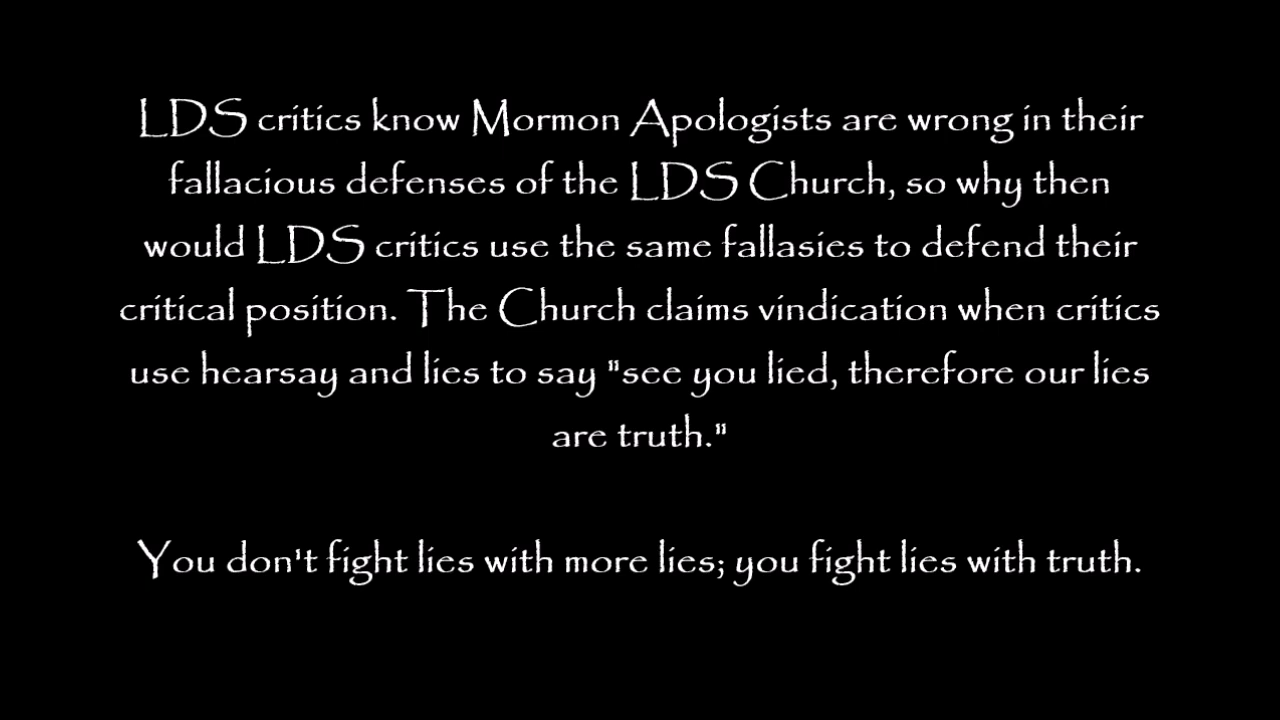 LDS critics know Mormon Apologists are wrong in their
fallacious defenses of the LDS Church, so why then
would LDS critics use the same fallasies to defend their
critical position. The Church claims vindication when critics
use hearsay and lies to say "see you lied, therefore our lies
are truth."
You don't fight lies with more lies; you fight lies with truth.